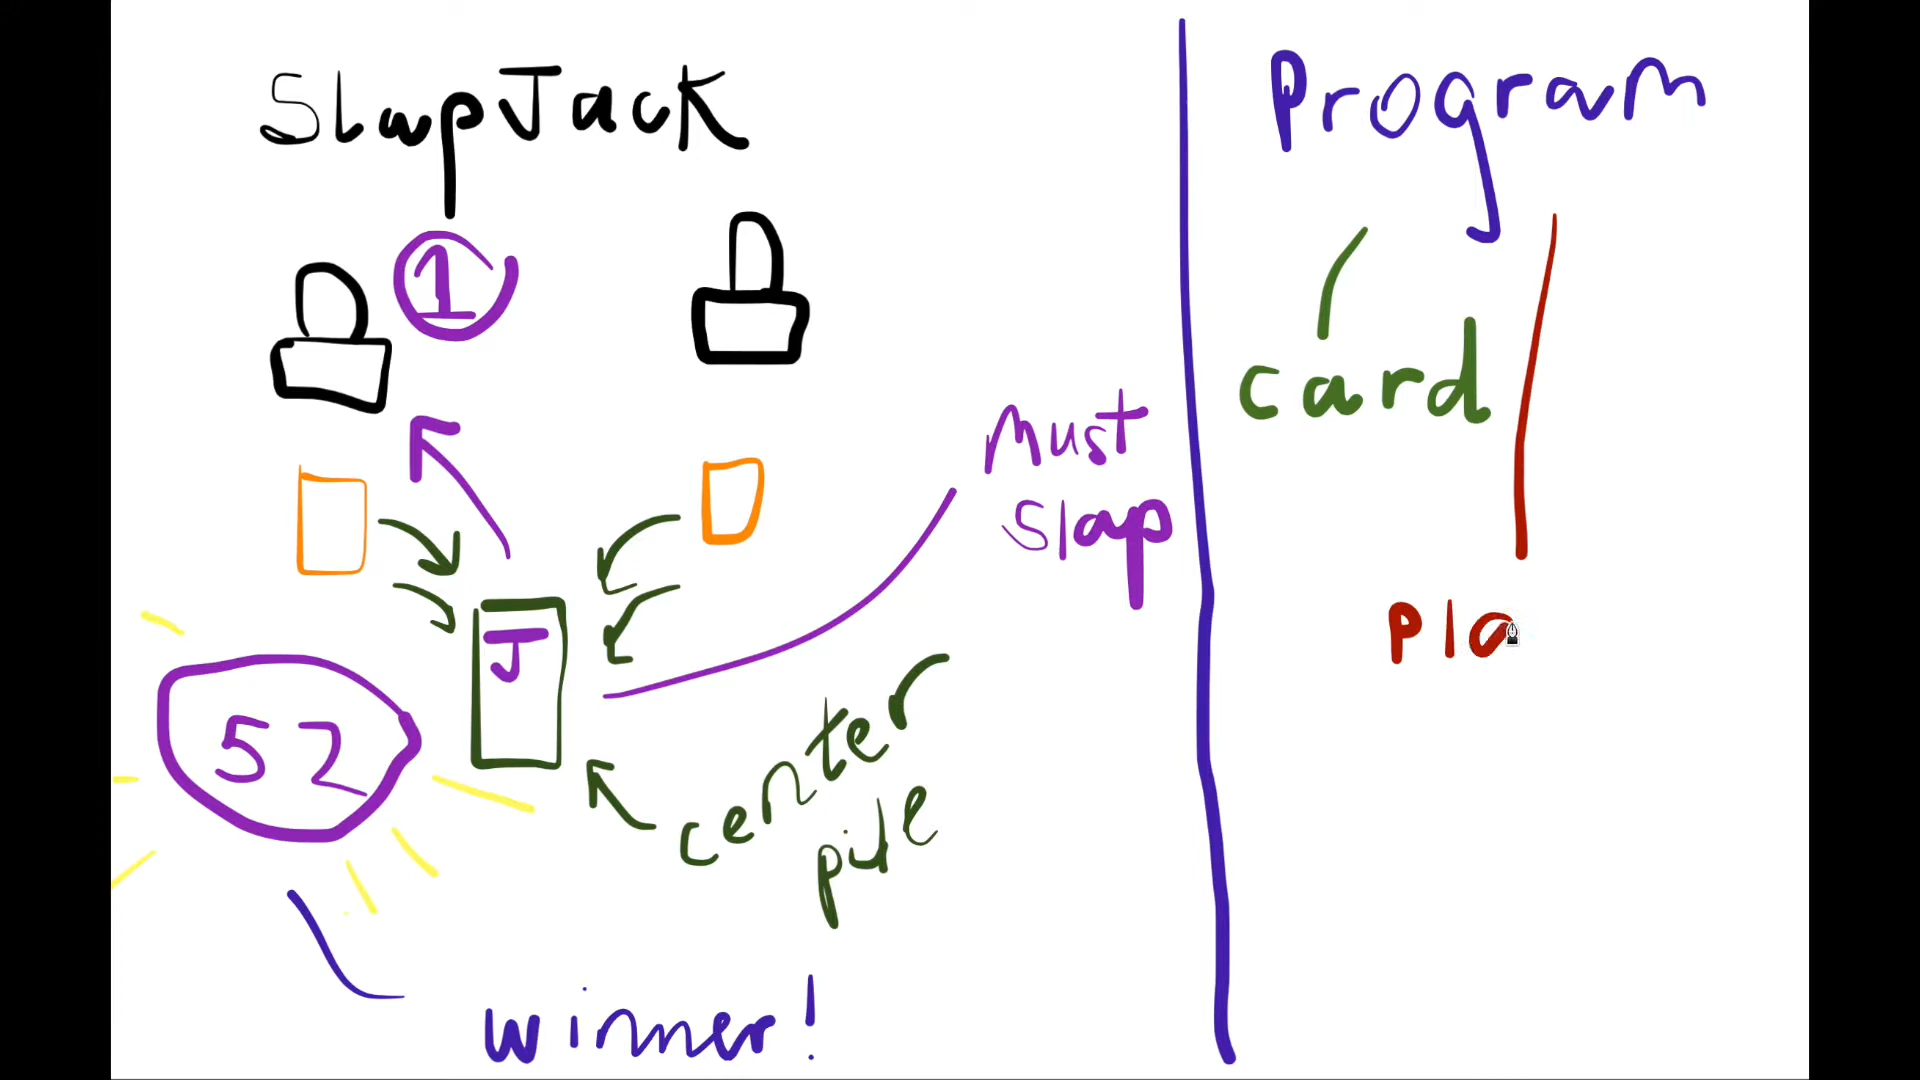 SlapJack
1
Must
Slap
J
52
center
pile
winner!
Program
card
pla